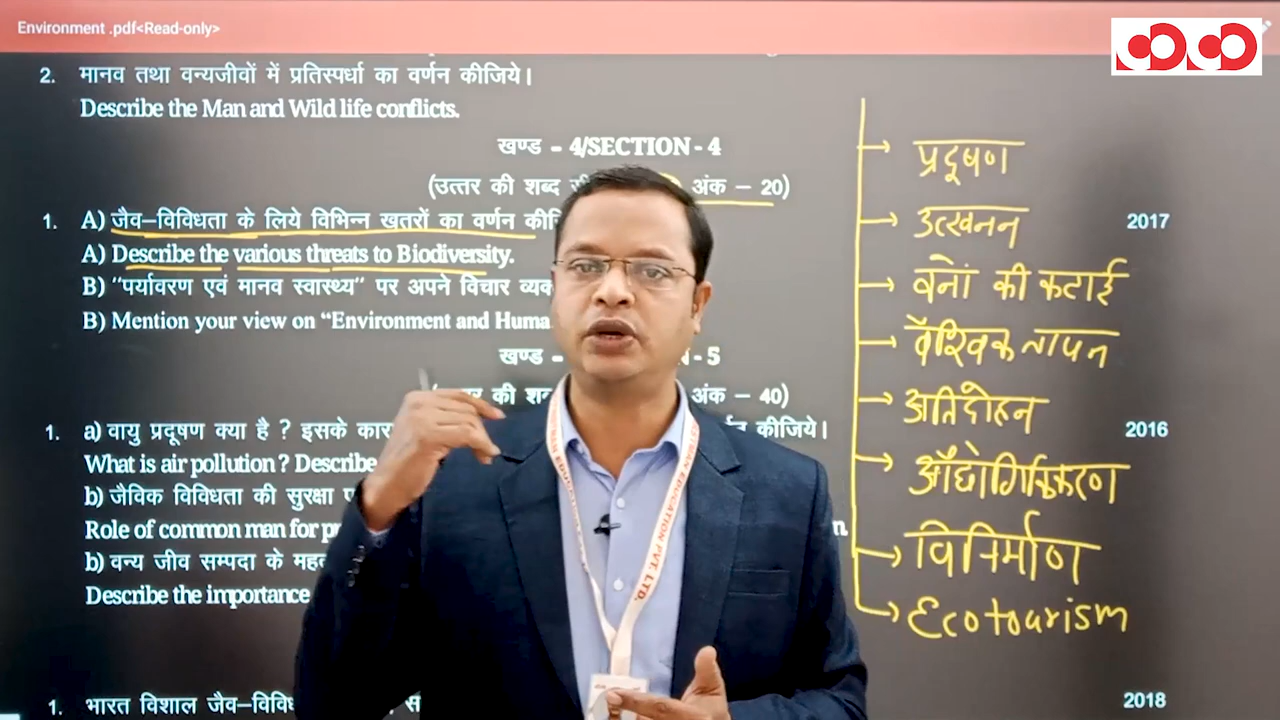 Environment .pdf<Read-only>
2. मानव तथा वन्यजीवों में प्रतिस्पर्धा का वर्णन कीजिये।
Describe the Man and Wild life conflicts.
खण्ड - 4/SECTION - 4
(उत्तर की शब्द अंक – 20)
1. A) जैव–विविधता के लिये विभिन्न खतरों का वर्णन 2017
A) Describe the various threats to Biodiversity.
B) “पर्यावरण एवं मानव स्वास्थ्य” पर अपने विचार
B) Mention your view on “Environment and
खण्ड - - 5
की अंक – 40)
1. a) वायु प्रदूषण क्या है ? इसके कीजिये। 2016
What is air pollution ? Describe
b) जैविक विविधता की सुरक्षा
Role of common man for
b) वन्य जीव सम्पदा के
Describe the importance
1. भारत विशाल 2018
प्रदूषण
उत्खनन
वनों की कटाई
वैश्विक तापन
अतिदोहन
औद्योगिकिकरण
विनिर्माण
Ecotourism
EDUCATION PVT. LTD.